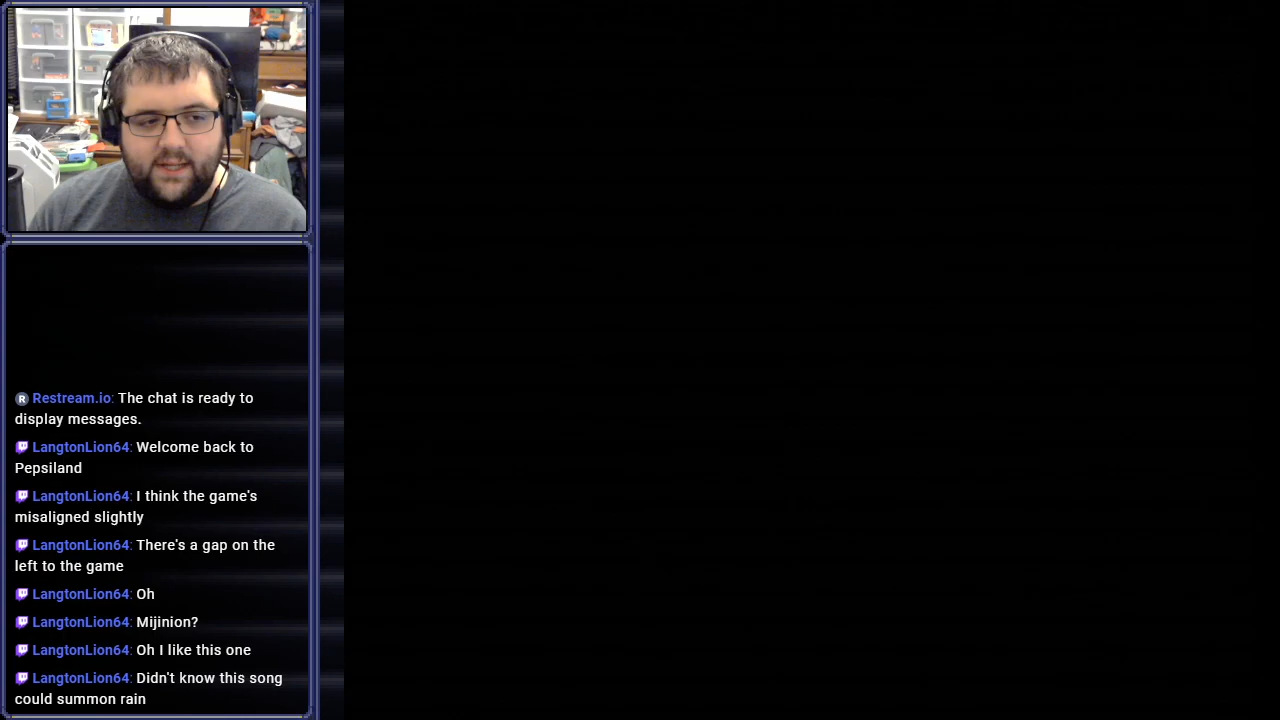 Restream.io: The chat is ready to
display messages.
LangtonLion64: Welcome back to
Pepsiland
LangtonLion64: I think the game's
misaligned slightly
LangtonLion64: There's a gap on the
left to the game
LangtonLion64: Oh
LangtonLion64: Mijinion?
LangtonLion64: Oh I like this one
LangtonLion64: Didn't know this song
could summon rain